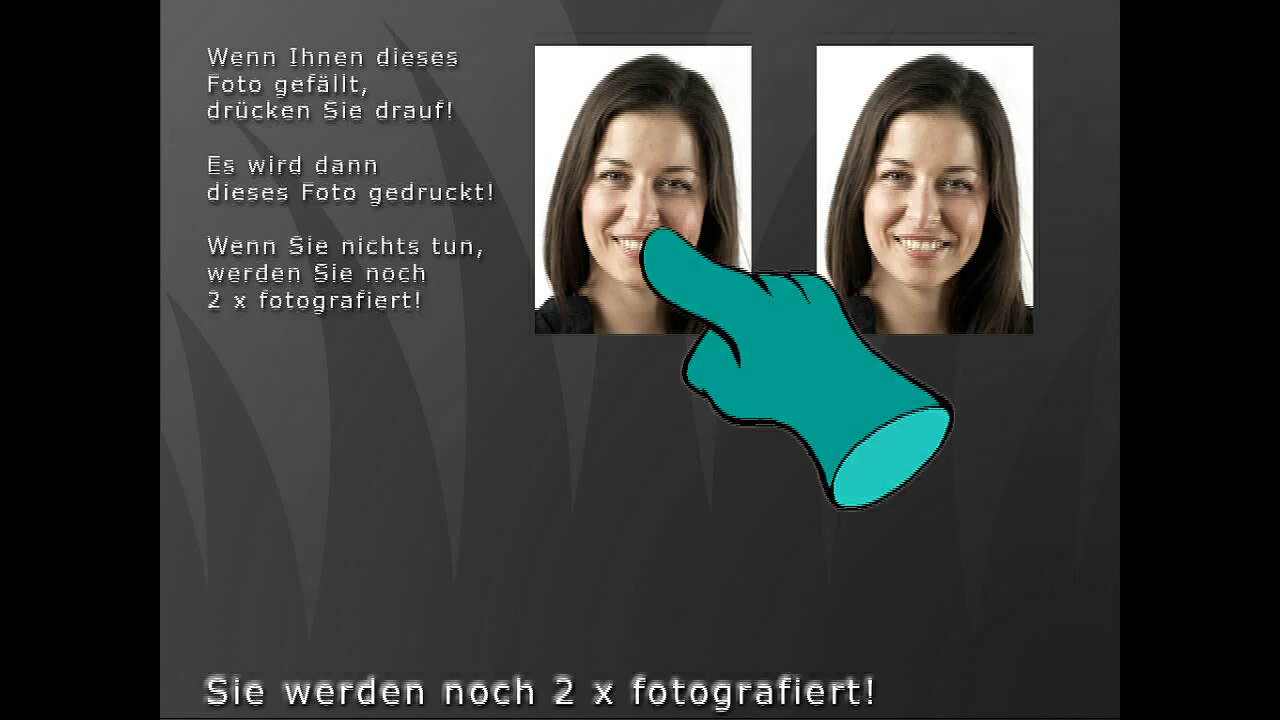 Wenn Ihnen dieses
Foto gefällt,
drücken Sie drauf!
Es wird dann
dieses Foto gedruckt!
Wenn Sie nichts tun,
werden Sie noch
2 x fotografiert!
Sie werden noch 2 x fotografiert!